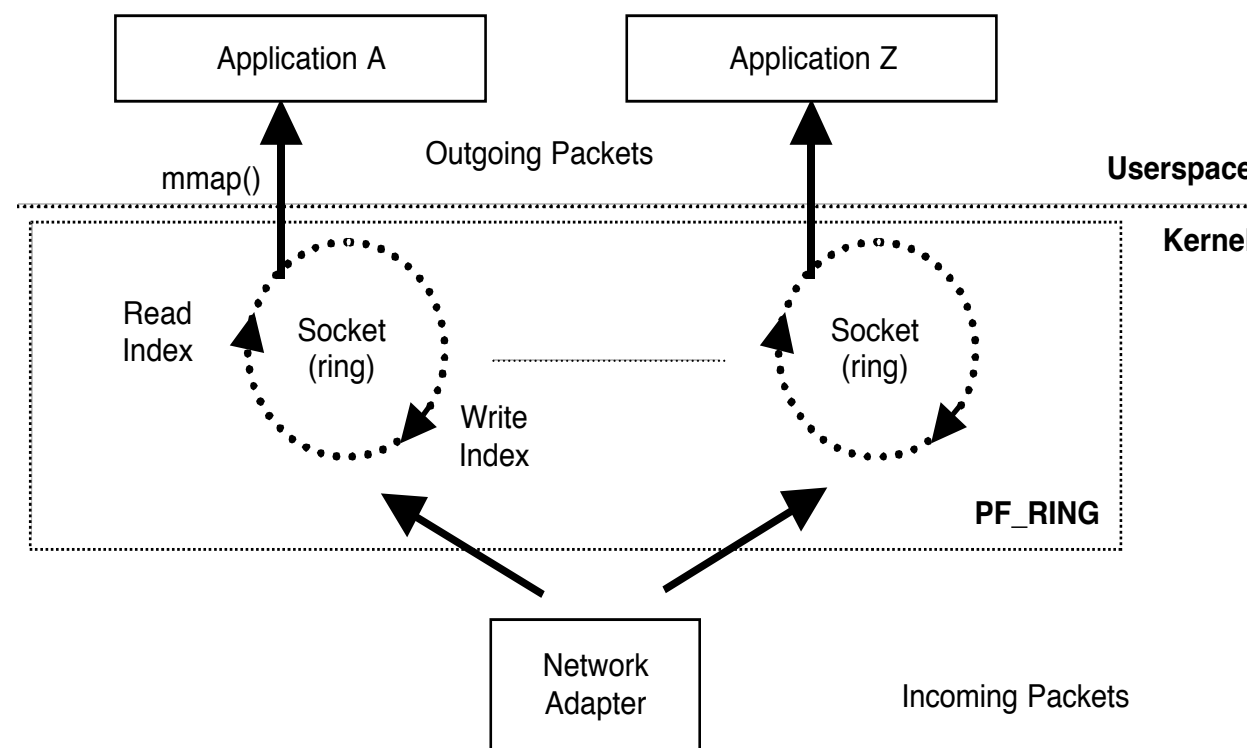 Application A
Application Z
Outgoing Packets
mmap()
Userspace
Kernel
Read
Index
Socket
(ring)
Write
Index
Socket
(ring)
PF_RING
Network
Adapter
Incoming Packets